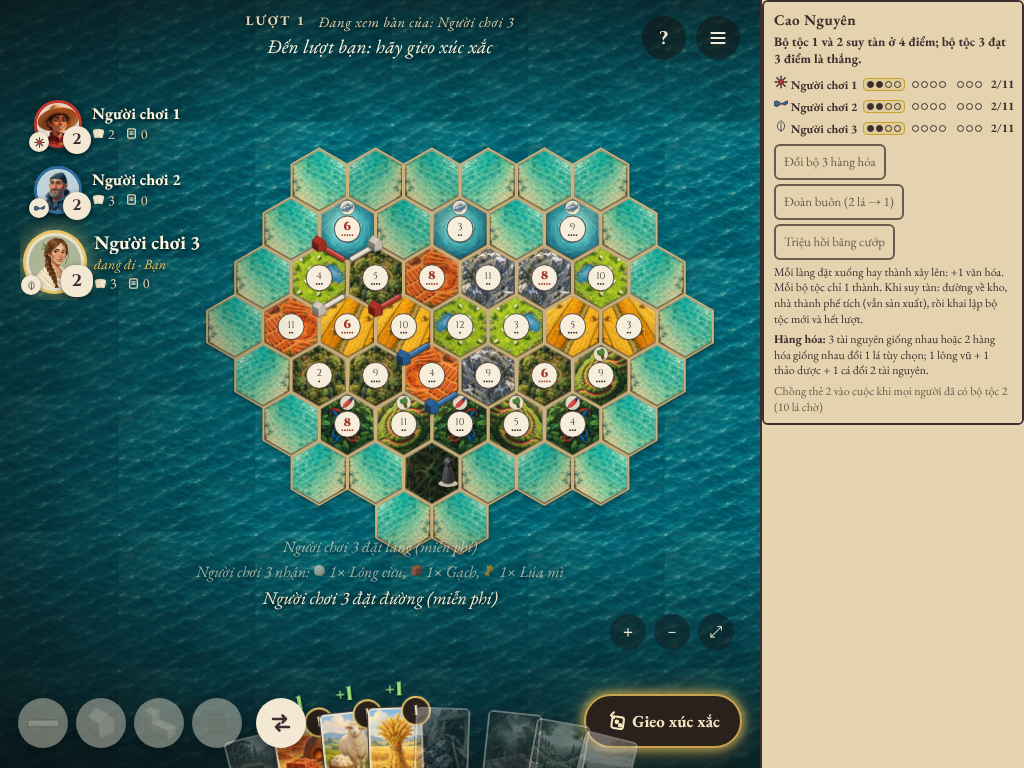 LƯỢT 1 Đang xem bàn của: Người chơi 3
Đến lượt bạn: hãy gieo xúc xắc
?
Người chơi 1
2 0
2
Người chơi 2
3 0
2
Người chơi 3
đang đi · Bạn
3 0
2
6 3 9
4 5 8 11 8 10
11 6 10 12 3 5 3
2 9 4 9 6 9
8 11 10 5 4
Người chơi 3 đặt làng (miễn phí)
Người chơi 3 nhận: 1× Lông cừu, 1× Gạch, 1× Lúa mì
Người chơi 3 đặt đường (miễn phí)
+ −
+1 +1
1
Gieo xúc xắc
Cao Nguyên
Bộ tộc 1 và 2 suy tàn ở 4 điểm; bộ tộc 3 đạt
3 điểm là thắng.
Người chơi 1 2/11
Người chơi 2 2/11
Người chơi 3 2/11
Đổi bộ 3 hàng hóa
Đoàn buôn (2 lá → 1)
Triệu hồi băng cướp
Mỗi làng đặt xuống hay thành xây lên: +1 văn hóa.
Mỗi bộ tộc chỉ 1 thành. Khi suy tàn: đường về kho,
nhà thành phế tích (vẫn sản xuất), rồi khai lập bộ
tộc mới và hết lượt.
Hàng hóa: 3 tài nguyên giống nhau hoặc 2 hàng
hóa giống nhau đổi 1 lá tùy chọn; 1 lông vũ + 1
thảo dược + 1 cá đổi 2 tài nguyên.
Chồng thẻ 2 vào cuộc khi mọi người đã có bộ tộc 2
(10 lá chờ)